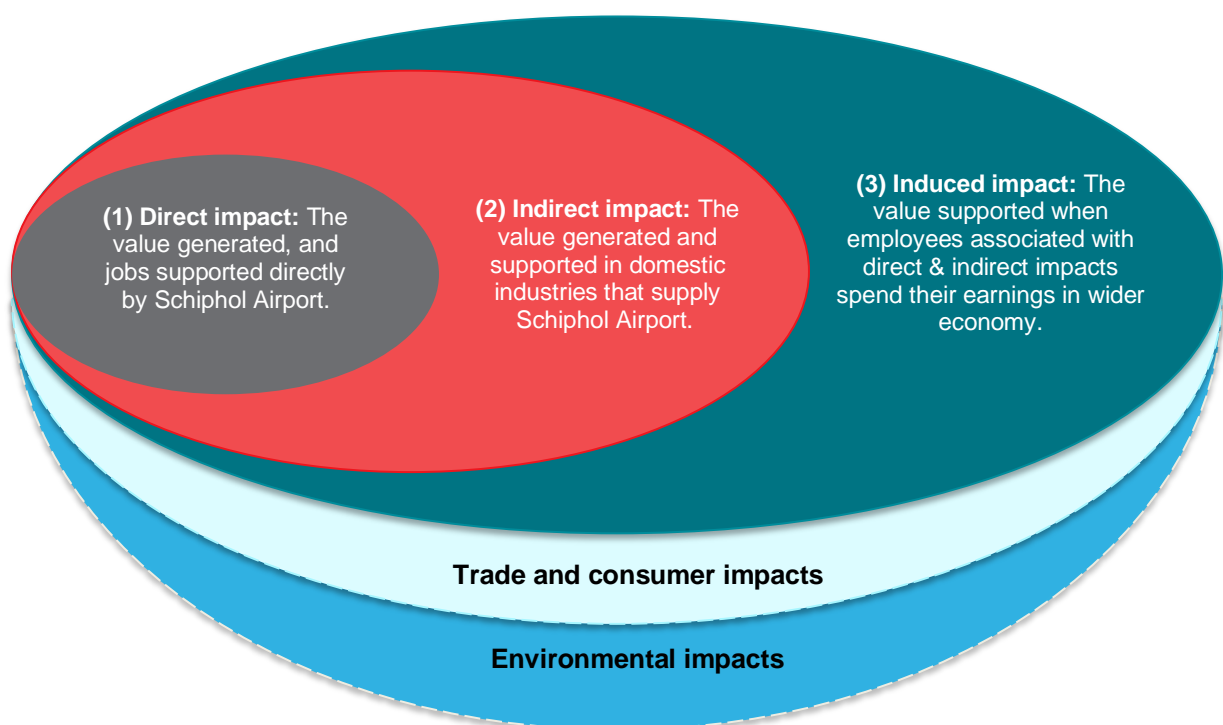 (1) Direct impact: The
value generated, and
jobs supported directly
by Schiphol Airport.
(2) Indirect impact: The
value generated and
supported in domestic
industries that supply
Schiphol Airport.
(3) Induced impact: The
value supported when
employees associated with
direct & indirect impacts
spend their earnings in wider
economy.
Trade and consumer impacts
Environmental impacts